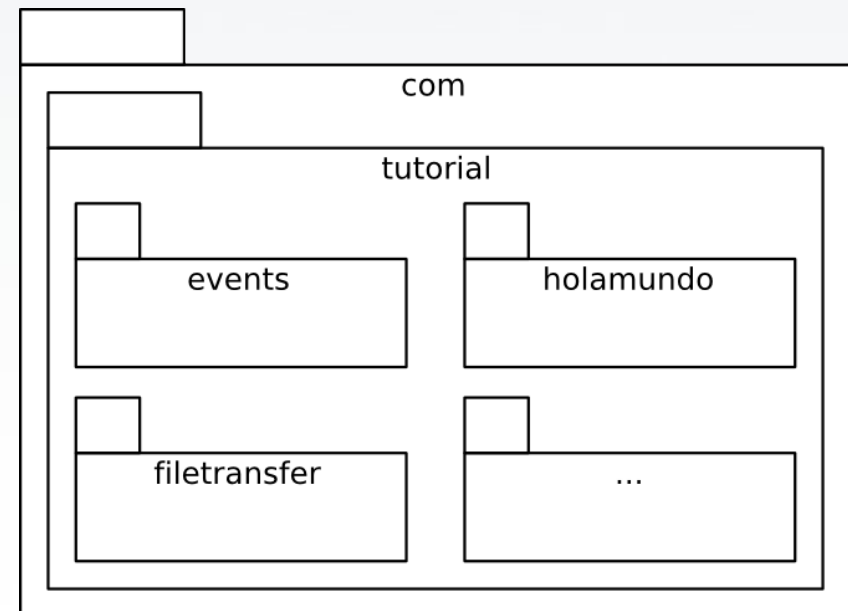 com
tutorial
events
holamundo
filetransfer
...